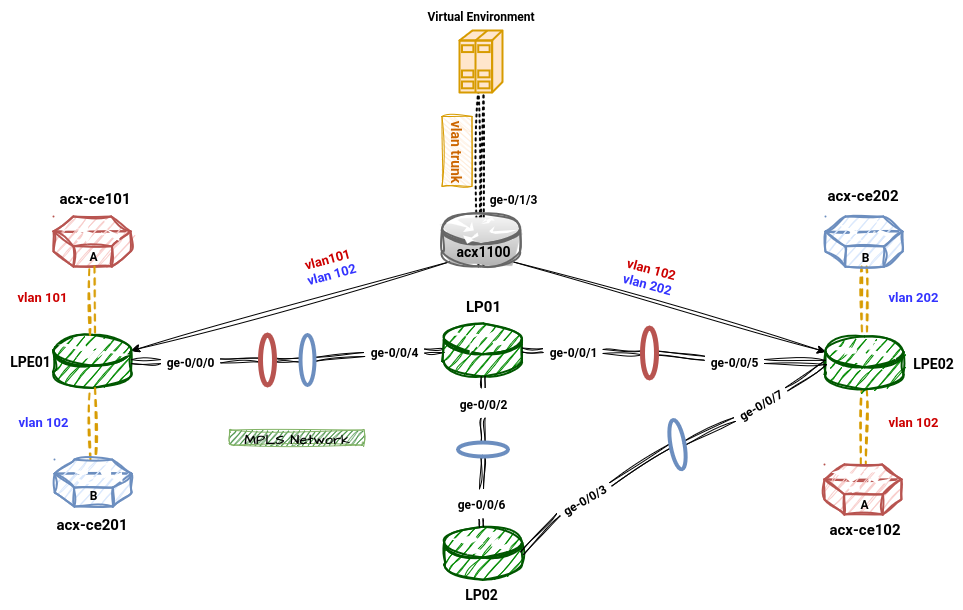 Virtual Environment
vlan trunk
ge-0/1/3
acx1100
acx-ce101
A
vlan 101
acx-ce202
B
vlan 202
vlan101
vlan 102
vlan 102
vlan 202
LP01
LPE01
ge-0/0/0
ge-0/0/4
ge-0/0/1
ge-0/0/5
LPE02
ge-0/0/2
ge-0/0/7
vlan 102
MPLS Network
vlan 102
B
acx-ce201
ge-0/0/6
ge-0/0/3
A
acx-ce102
LP02